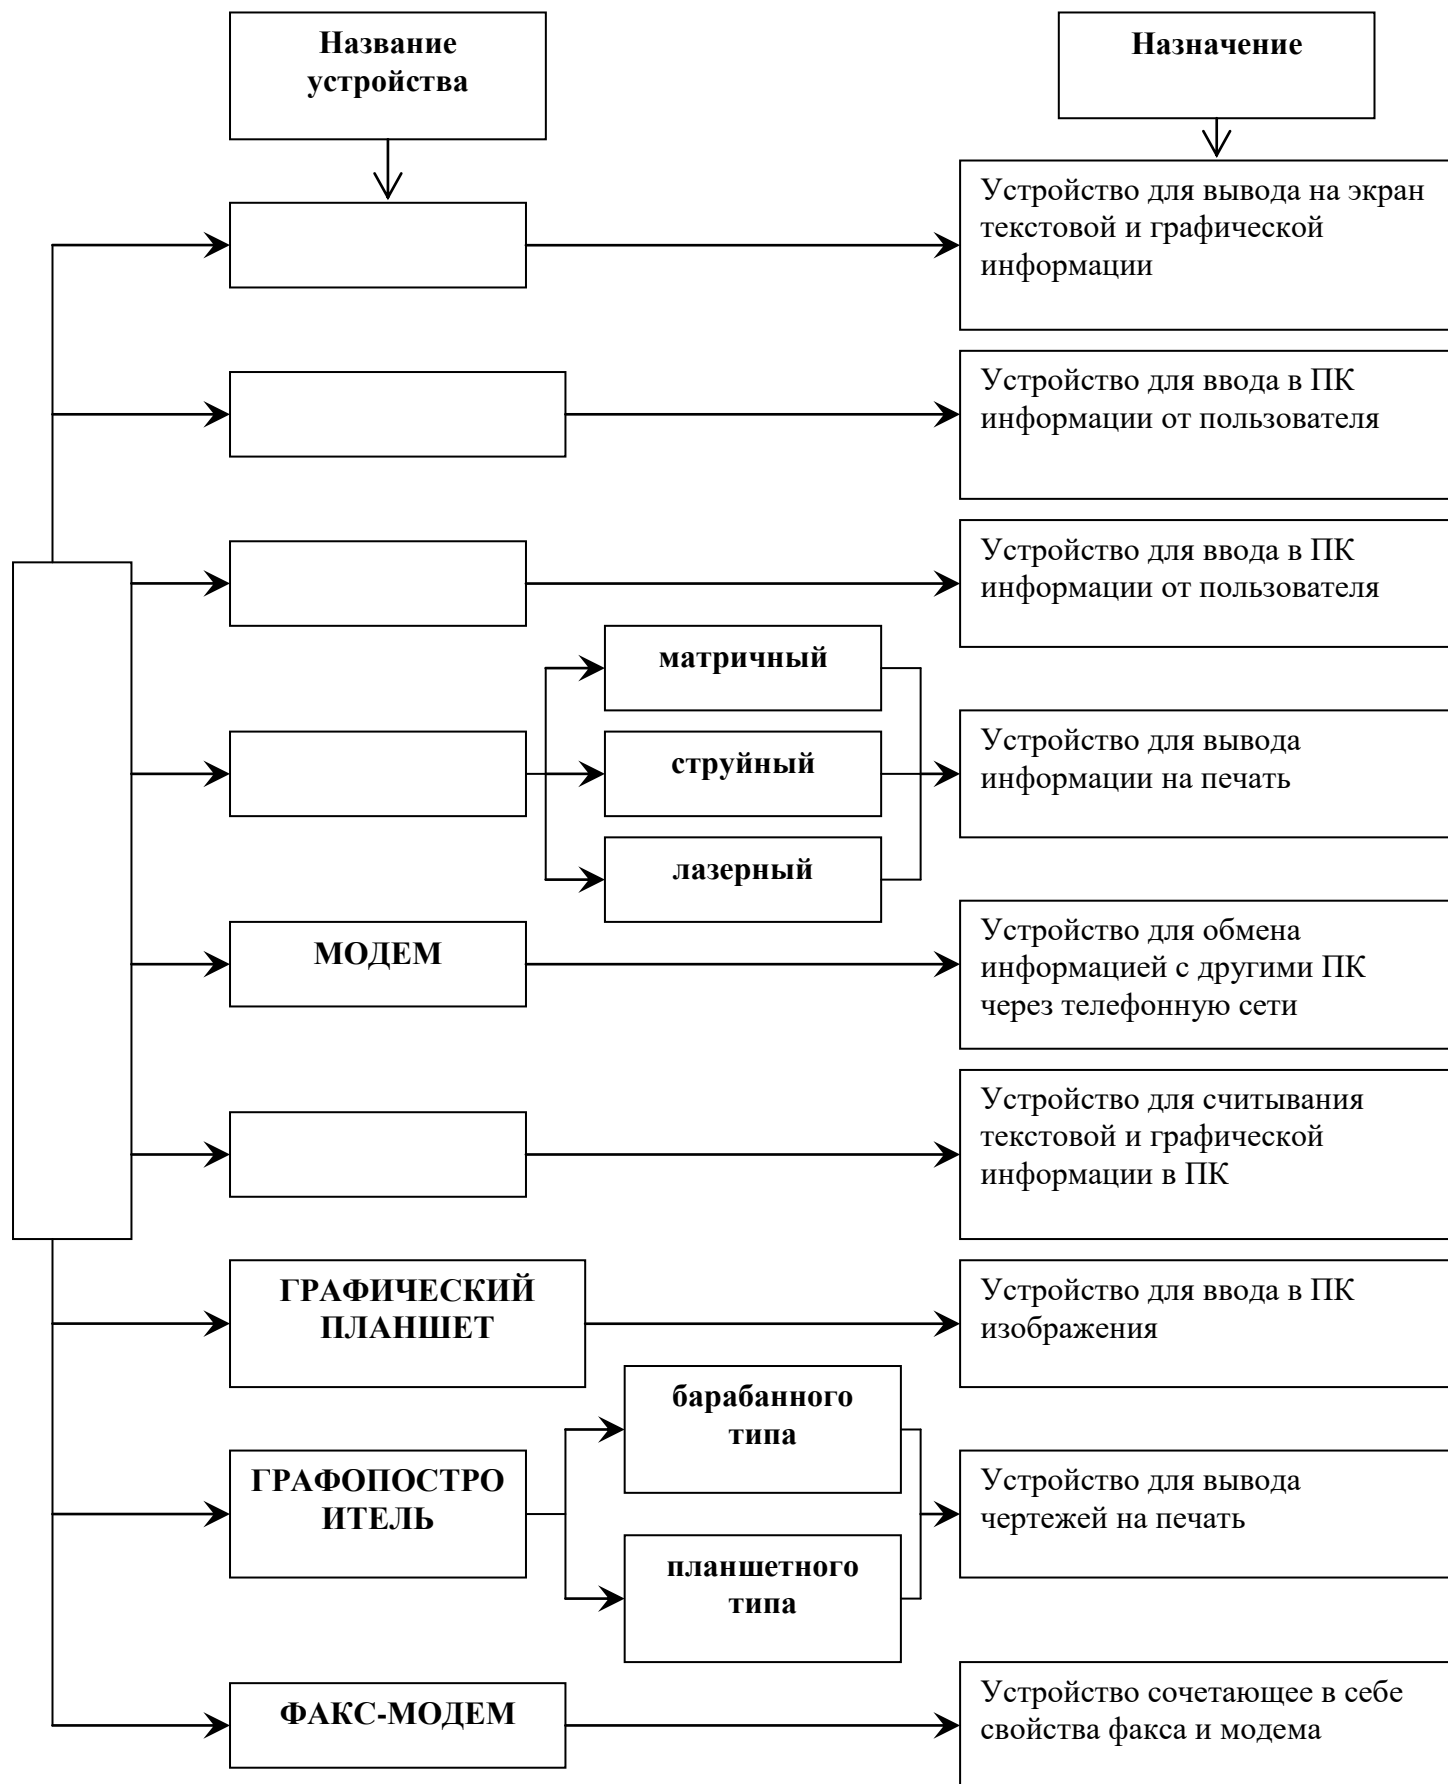 Название
устройства
Назначение
Устройство для вывода на экран
текстовой и графической
информации
Устройство для ввода в ПК
информации от пользователя
Устройство для ввода в ПК
информации от пользователя
матричный
струйный
лазерный
Устройство для вывода
информации на печать
МОДЕМ
Устройство для обмена
информацией с другими ПК
через телефонную сети
Устройство для считывания
текстовой и графической
информации в ПК
ГРАФИЧЕСКИЙ
ПЛАНШЕТ
Устройство для ввода в ПК
изображения
ГРАФОПОСТРО
ИТЕЛЬ
барабанного
типа
планшетного
типа
Устройство для вывода
чертежей на печать
ФАКС-МОДЕМ
Устройство сочетающее в себе
свойства факса и модема